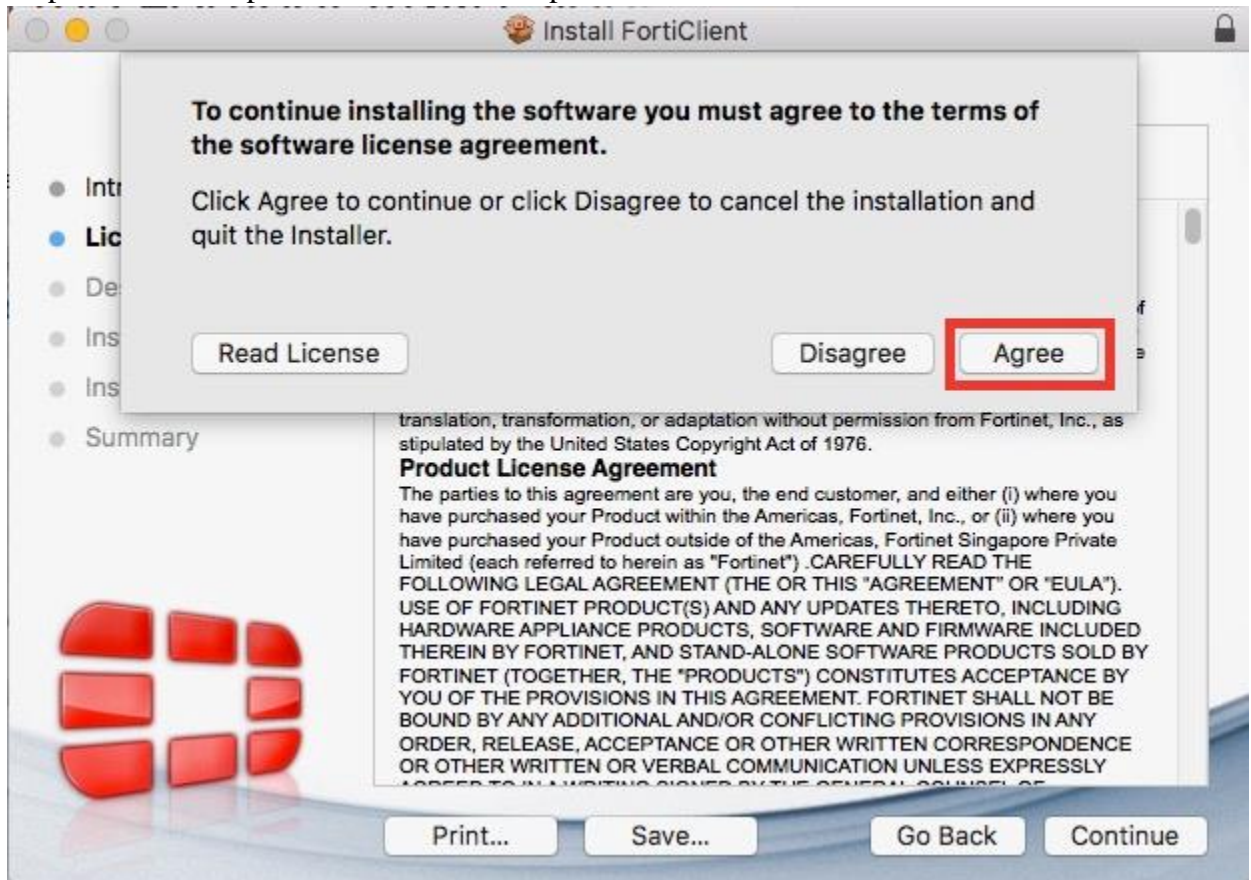 Install FortiClient
To continue installing the software you must agree to the terms of
the software license agreement.
Click Agree to continue or click Disagree to cancel the installation and
quit the Installer.
Read License
Disagree
Agree
Summary
translation, transformation, or adaptation without permission from Fortinet, Inc., as
stipulated by the United States Copyright Act of 1976.
Product License Agreement
The parties to this agreement are you, the end customer, and either (i) where you
have purchased your Product within the Americas, Fortinet, Inc., or (ii) where you
have purchased your Product outside of the Americas, Fortinet Singapore Private
Limited (each referred to herein as "Fortinet") .CAREFULLY READ THE
FOLLOWING LEGAL AGREEMENT (THE OR THIS "AGREEMENT" OR "EULA").
USE OF FORTINET PRODUCT(S) AND ANY UPDATES THERETO, INCLUDING
HARDWARE APPLIANCE PRODUCTS, SOFTWARE AND FIRMWARE INCLUDED
THEREIN BY FORTINET, AND STAND-ALONE SOFTWARE PRODUCTS SOLD BY
FORTINET (TOGETHER, THE "PRODUCTS") CONSTITUTES ACCEPTANCE BY
YOU OF THE PROVISIONS IN THIS AGREEMENT. FORTINET SHALL NOT BE
BOUND BY ANY ADDITIONAL AND/OR CONFLICTING PROVISIONS IN ANY
ORDER, RELEASE, ACCEPTANCE OR OTHER WRITTEN CORRESPONDENCE
OR OTHER WRITTEN OR VERBAL COMMUNICATION UNLESS EXPRESSLY
Print...
Save...
Go Back
Continue